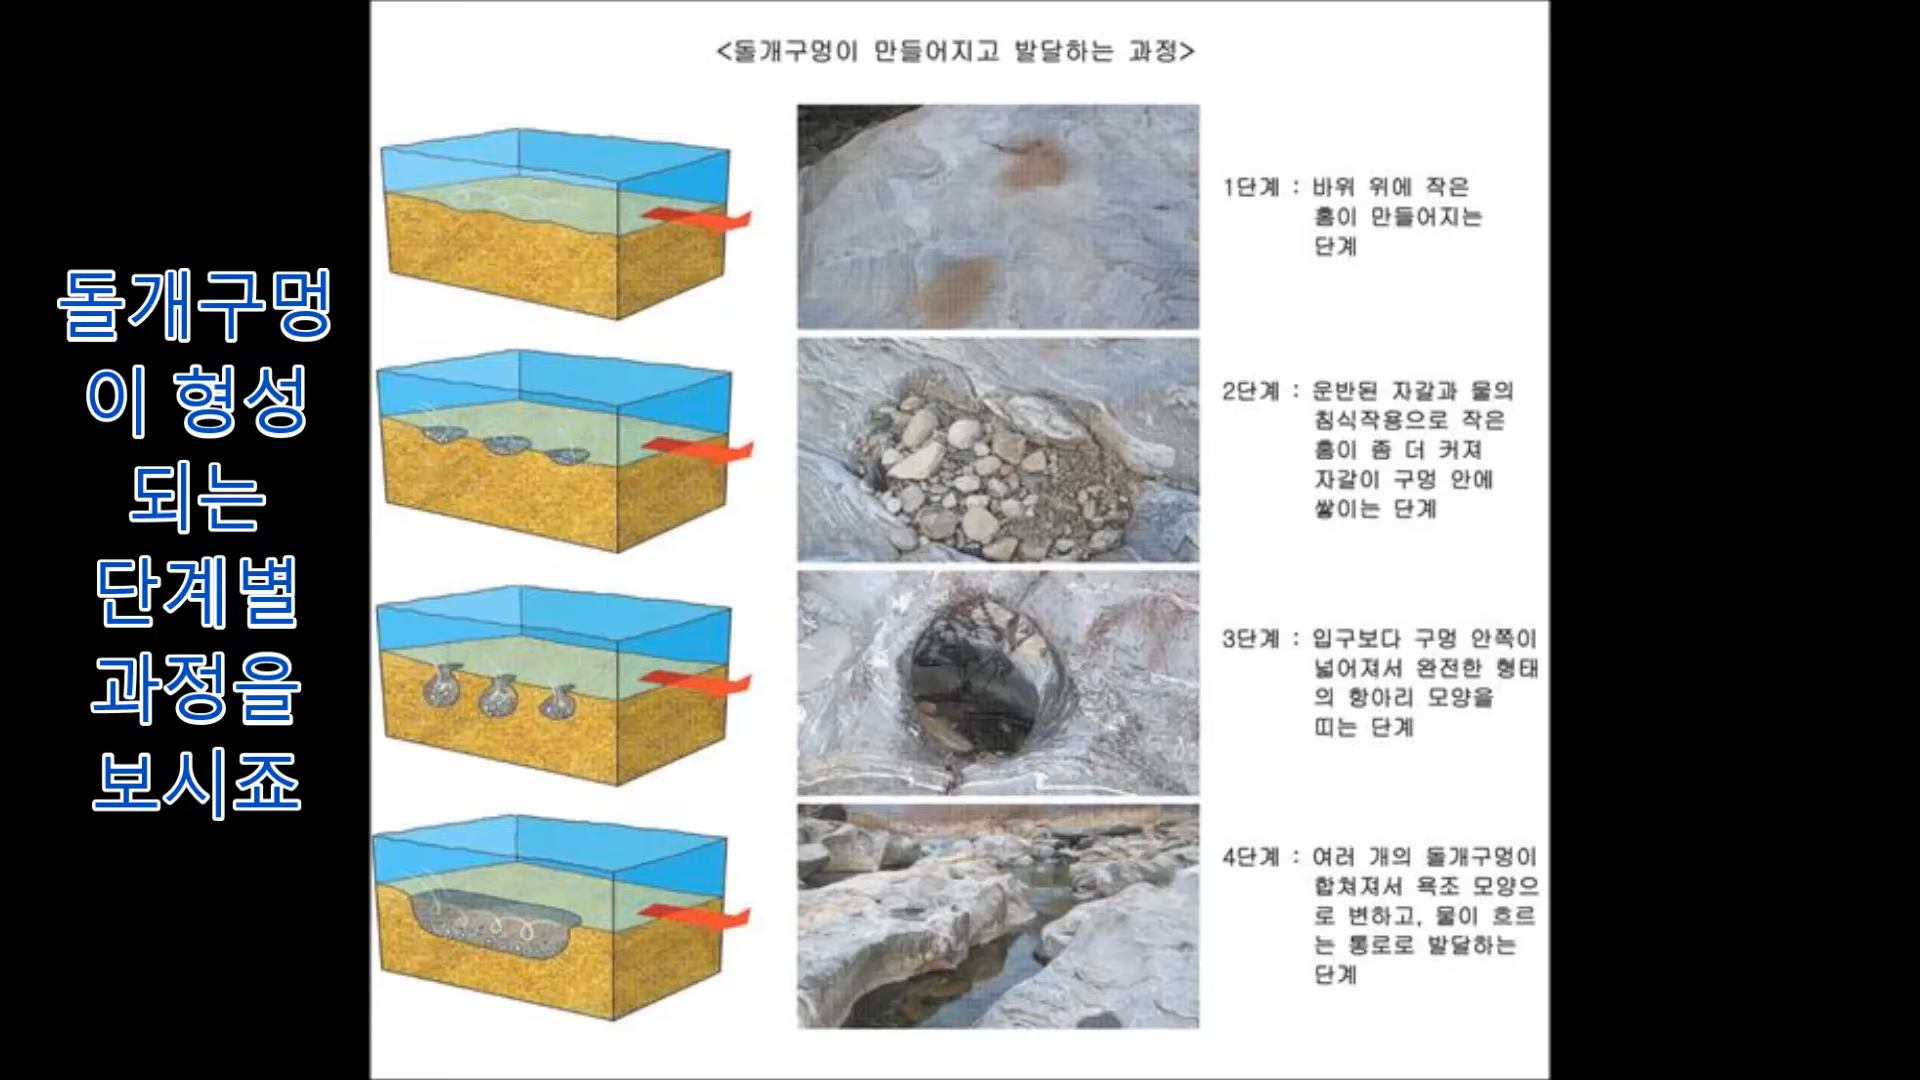 돌개구멍
이 형성
되는
단계별
과정을
보시죠
<돌개구멍이 만들어지고 발달하는 과정>
1단계 : 바위 위에 작은
홈이 만들어지는
단계
2단계 : 운반된 자갈과 물의
침식작용으로 작은
홈이 좀 더 커져
자갈이 구멍 안에
쌓이는 단계
3단계 : 입구보다 구멍 안쪽이
넓어져서 완전한 형태
의 항아리 모양을
띠는 단계
4단계 : 여러 개의 돌개구멍이
합쳐져서 욕조 모양으
로 변하고, 물이 흐르
는 통로로 발달하는
단계